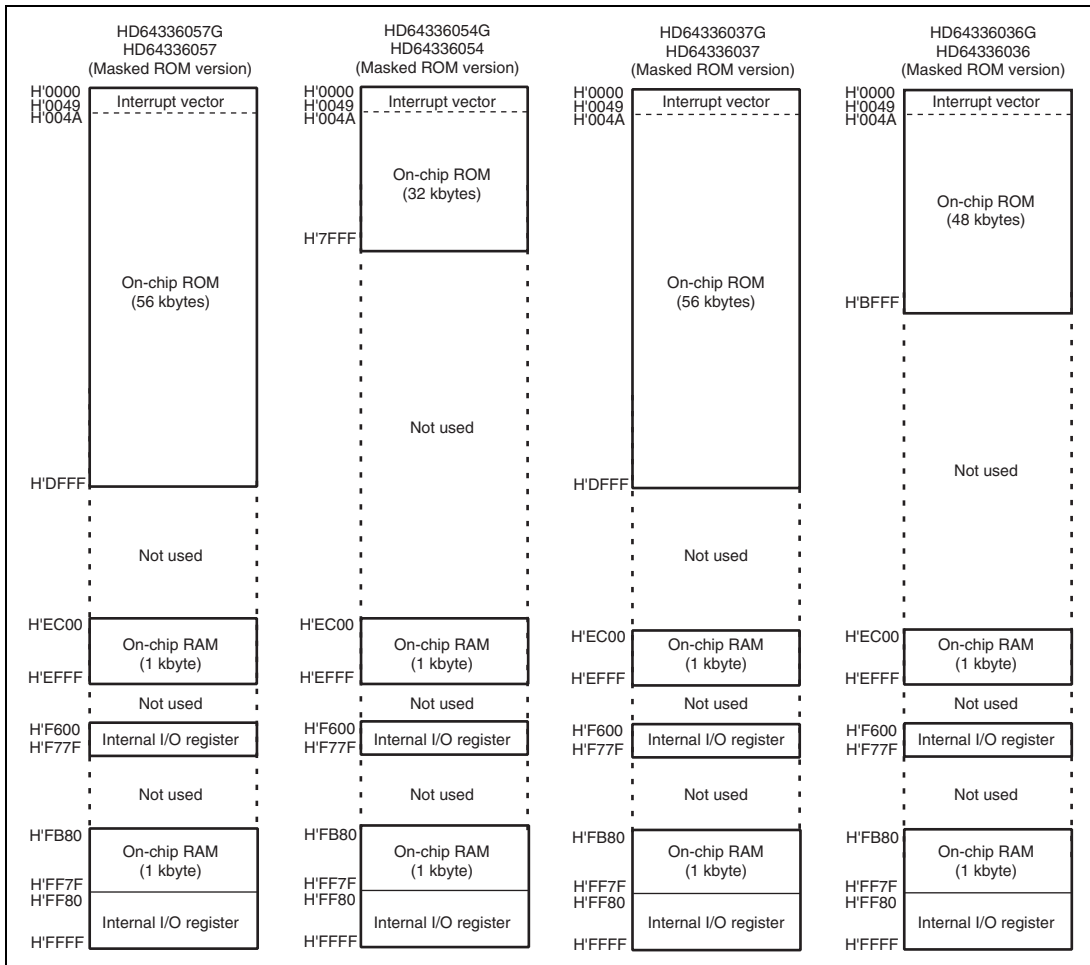 HD64336057G
HD64336057
(Masked ROM version)
H'0000
H'0049
H'004A
Interrupt vector
On-chip ROM
(56 kbytes)
H'DFFF
Not used
H'EC00
On-chip RAM
(1 kbyte)
H'EFFF
Not used
H'F600
H'F77F
Internal I/O register
Not used
H'FB80
On-chip RAM
(1 kbyte)
H'FF7F
H'FF80
Internal I/O register
H'FFFF
HD64336054G
HD64336054
(Masked ROM version)
H'0000
H'0049
H'004A
Interrupt vector
On-chip ROM
(32 kbytes)
H'7FFF
Not used
H'EC00
On-chip RAM
(1 kbyte)
H'EFFF
Not used
H'F600
H'F77F
Internal I/O register
Not used
H'FB80
On-chip RAM
(1 kbyte)
H'FF7F
H'FF80
Internal I/O register
H'FFFF
HD64336037G
HD64336037
(Masked ROM version)
H'0000
H'0049
H'004A
Interrupt vector
On-chip ROM
(56 kbytes)
H'DFFF
Not used
H'EC00
On-chip RAM
(1 kbyte)
H'EFFF
Not used
H'F600
H'F77F
Internal I/O register
Not used
H'FB80
On-chip RAM
(1 kbyte)
H'FF7F
H'FF80
Internal I/O register
H'FFFF
HD64336036G
HD64336036
(Masked ROM version)
H'0000
H'0049
H'004A
Interrupt vector
On-chip ROM
(48 kbytes)
H'BFFF
Not used
H'EC00
On-chip RAM
(1 kbyte)
H'EFFF
Not used
H'F600
H'F77F
Internal I/O register
Not used
H'FB80
On-chip RAM
(1 kbyte)
H'FF7F
H'FF80
Internal I/O register
H'FFFF